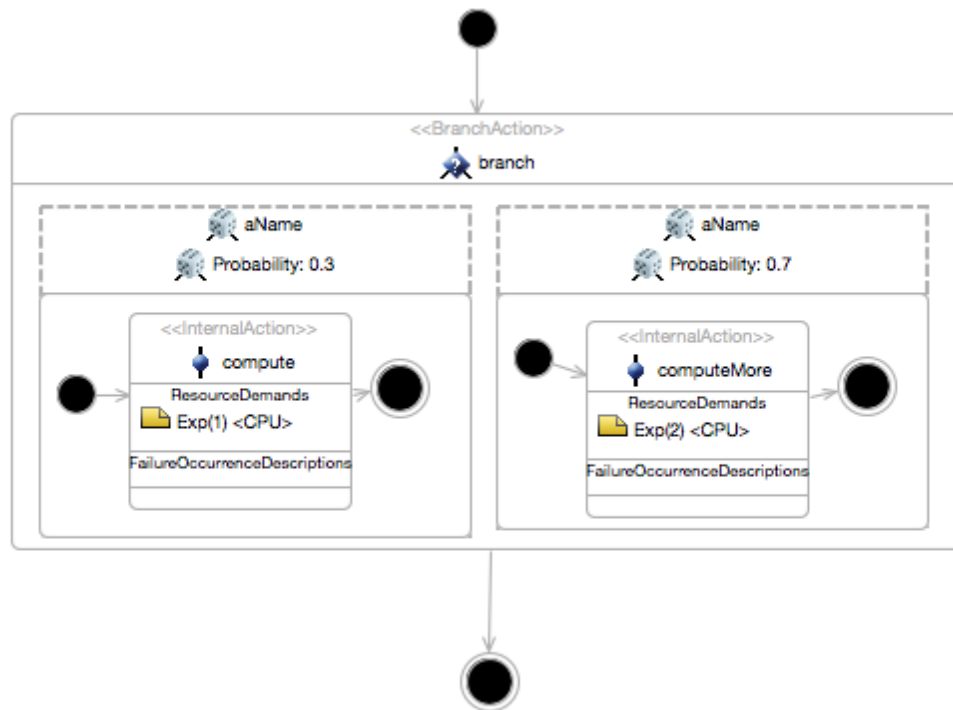 <<BranchAction>>
branch
aName
Probability: 0.3
<<InternalAction>>
compute
ResourceDemands
Exp(1) <CPU>
FailureOccurrenceDescriptions
aName
Probability: 0.7
<<InternalAction>>
computeMore
ResourceDemands
Exp(2) <CPU>
FailureOccurrenceDescriptions